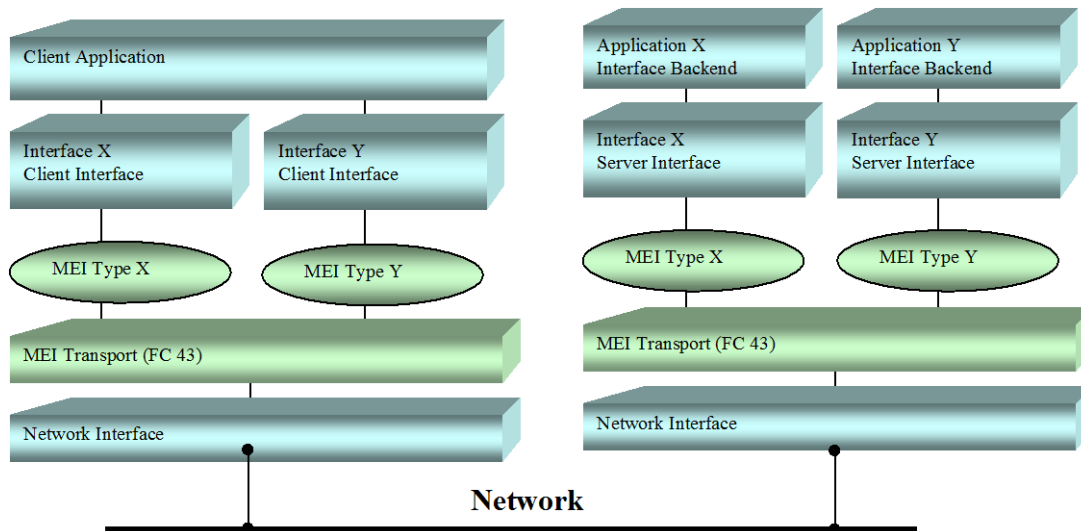 Client Application
Interface X
Client Interface
Interface Y
Client Interface
MEI Type X
MEI Type Y
MEI Transport (FC 43)
Network Interface
Application X
Interface Backend
Application Y
Interface Backend
Interface X
Server Interface
Interface Y
Server Interface
MEI Type X
MEI Type Y
MEI Transport (FC 43)
Network Interface
Network